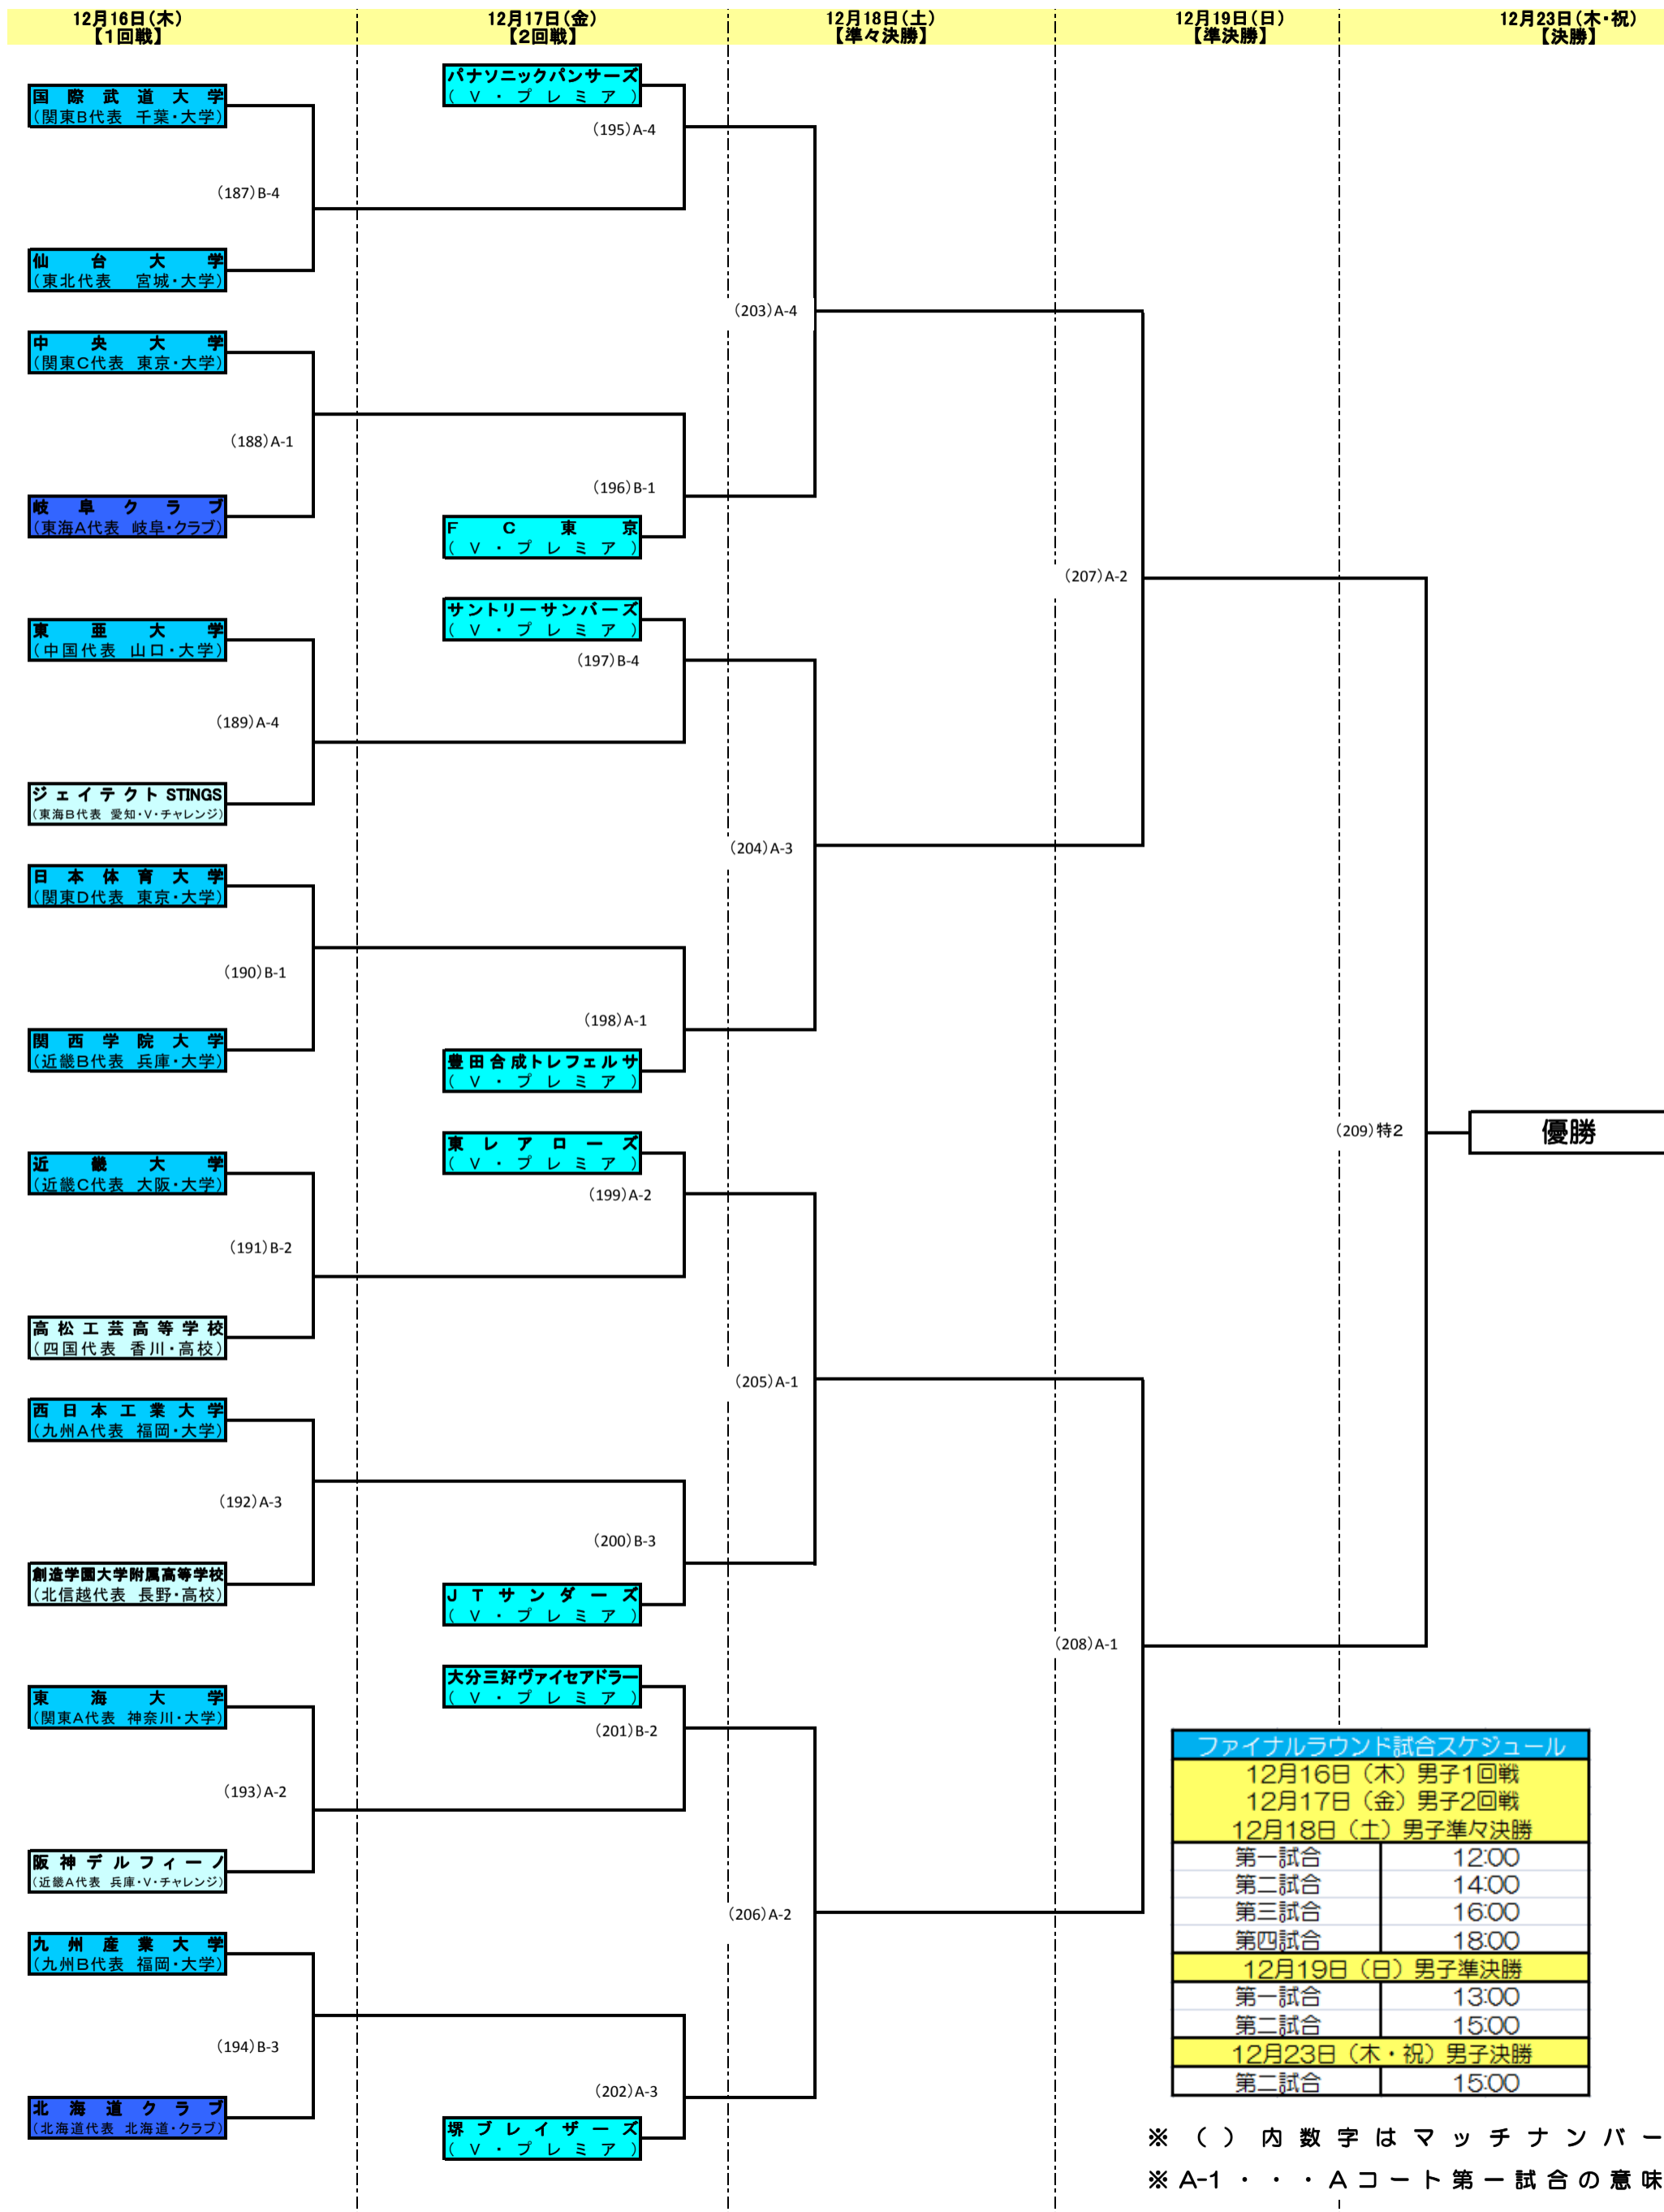 12月16日(木)
【1回戦】
12月17日(金)
【2回戦】
12月18日(土)
【準々決勝】
12月19日(日)
【準決勝】
12月23日(木・祝)
【決勝】
国際武道大学
(関東B代表 千葉・大学)
(187)B-4
仙台大学
(東北代表 宮城・大学)
中央大学
(関東C代表 東京・大学)
(188)A-1
岐阜クラブ
(東海A代表 岐阜・クラブ)
東亜大学
(中国代表 山口・大学)
(189)A-4
ジェイテクトSTINGS
(東海B代表 愛知・V・チャレンジ)
日本体育大学
(関東D代表 東京・大学)
(190)B-1
関西学院大学
(近畿B代表 兵庫・大学)
近畿大学
(近畿C代表 大阪・大学)
(191)B-2
高松工芸高等学校
(四国代表 香川・高校)
西日本工業大学
(九州A代表 福岡・大学)
(192)A-3
創造学園大学附属高等学校
(北信越代表 長野・高校)
東海大学
(関東A代表 神奈川・大学)
(193)A-2
阪神デルフィーノ
(近畿A代表 兵庫・V・チャレンジ)
九州産業大学
(九州B代表 福岡・大学)
(194)B-3
北海道クラブ
(北海道代表 北海道・クラブ)
パナソニックパンサーズ
(V・プレミア)
(195)A-4
(196)B-1
FC東京
(V・プレミア)
サントリーサンバーズ
(V・プレミア)
(197)B-4
(198)A-1
豊田合成トレフェルサ
(V・プレミア)
東レアローズ
(V・プレミア)
(199)A-2
(200)B-3
JTサンダーズ
(V・プレミア)
大分三好ヴァイセアドラー
(V・プレミア)
(201)B-2
(202)A-3
堺ブレイザーズ
(V・プレミア)
(203)A-4
(204)A-3
(205)A-1
(206)A-2
(207)A-2
(208)A-1
(209)特2
優勝
ファイナルラウンド試合スケジュール
12月16日(木)男子1回戦
12月17日(金)男子2回戦
12月18日(土)男子準々決勝
第一試合 12:00
第二試合 14:00
第三試合 16:00
第四試合 18:00
12月19日(日)男子準決勝
第一試合 13:00
第二試合 15:00
12月23日(木・祝)男子決勝
第二試合 15:00
※()内数字はマッチナンバー
※A-1・・・Aコート第一試合の意味